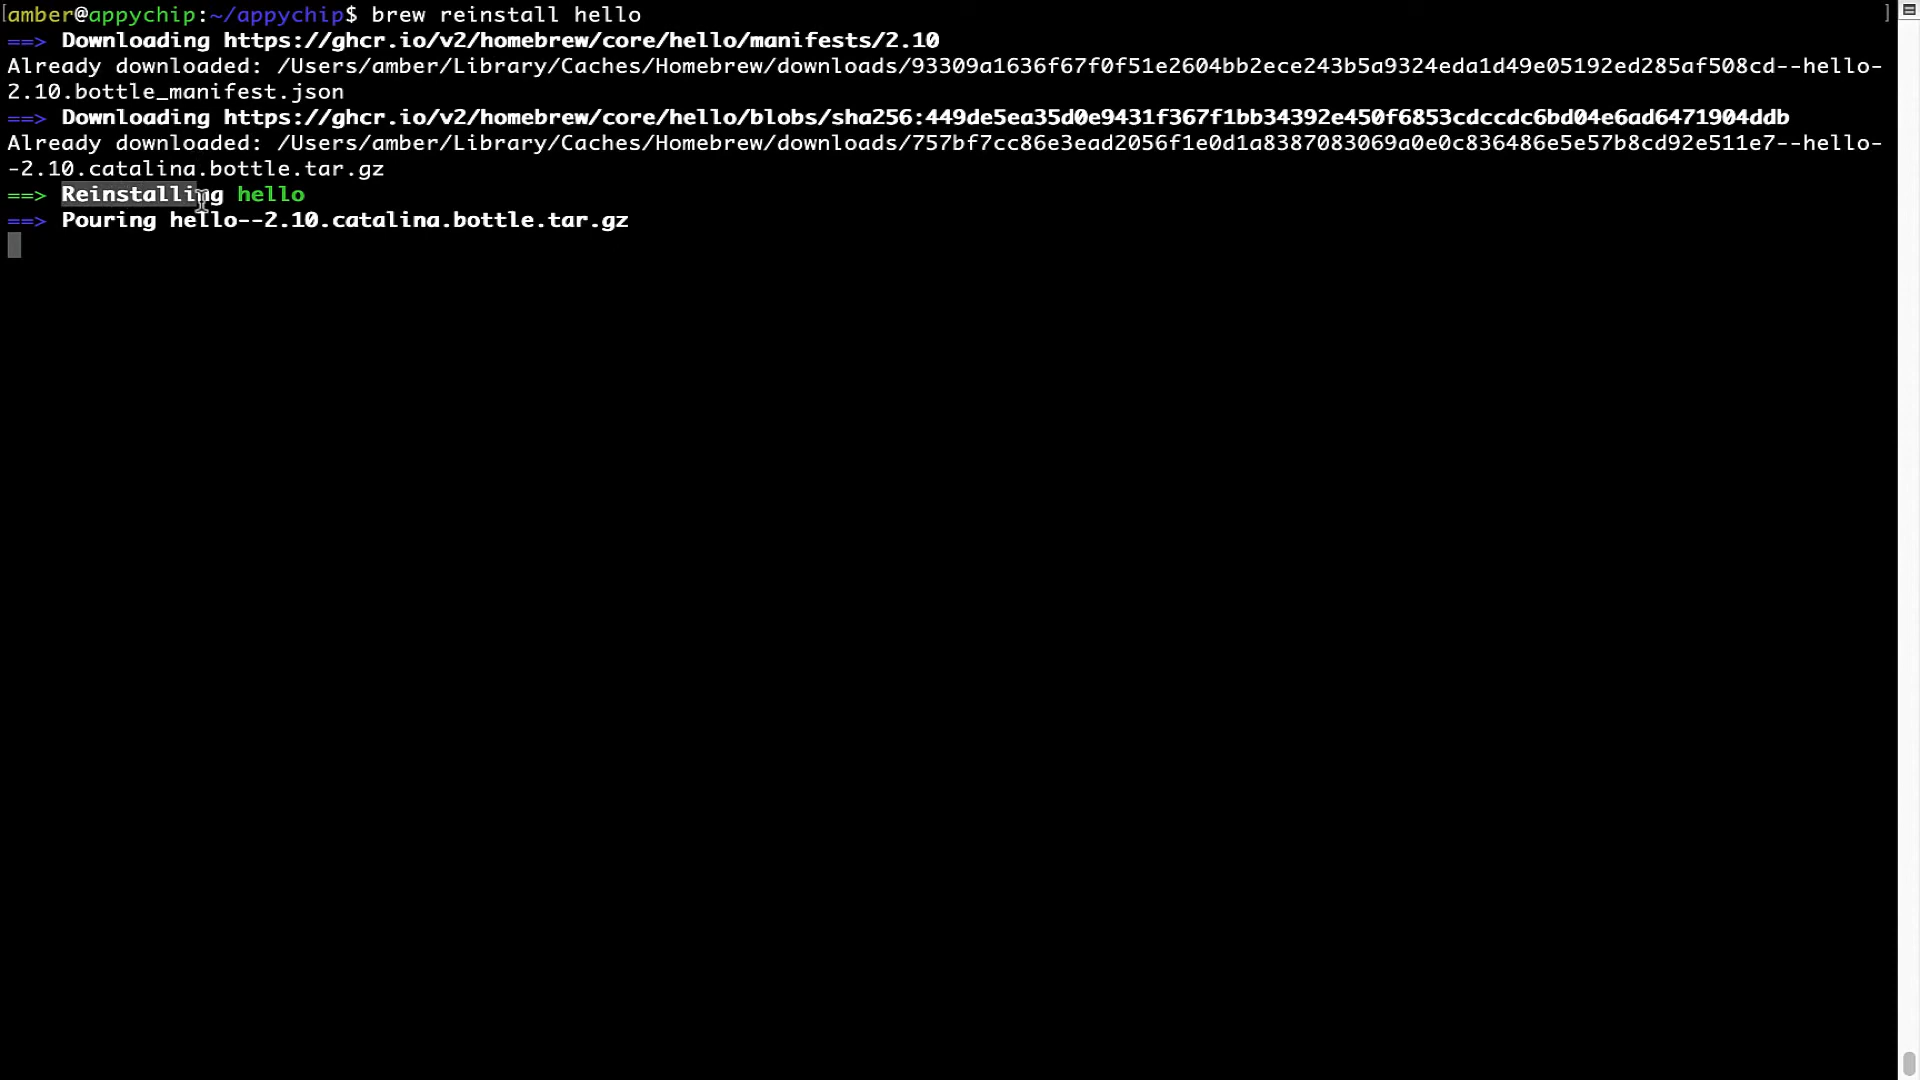 [amber@appychip:~/appychip$ brew reinstall hello ]
==> Downloading https://ghcr.io/v2/homebrew/core/hello/manifests/2.10
Already downloaded: /Users/amber/Library/Caches/Homebrew/downloads/93309a1636f67f0f51e2604bb2ece243b5a9324eda1d49e05192ed285af508cd--hello-
2.10.bottle_manifest.json
==> Downloading https://ghcr.io/v2/homebrew/core/hello/blobs/sha256:449de5ea35d0e9431f367f1bb34392e450f6853cdccdc6bd04e6ad6471904ddb
Already downloaded: /Users/amber/Library/Caches/Homebrew/downloads/757bf7cc86e3ead2056f1e0d1a8387083069a0e0c836486e5e57b8cd92e511e7--hello-
-2.10.catalina.bottle.tar.gz
==> Reinstalling hello
==> Pouring hello--2.10.catalina.bottle.tar.gz